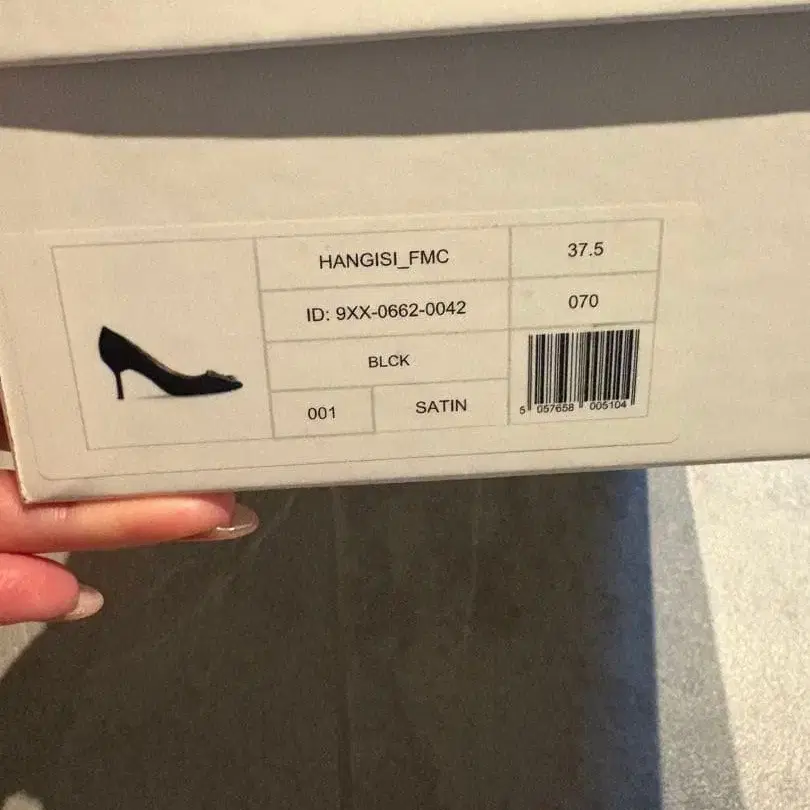 HANGISI_FMC
37.5
ID: 9XX-0662-0042
070
BLCK
001
SATIN
5 057658 005104